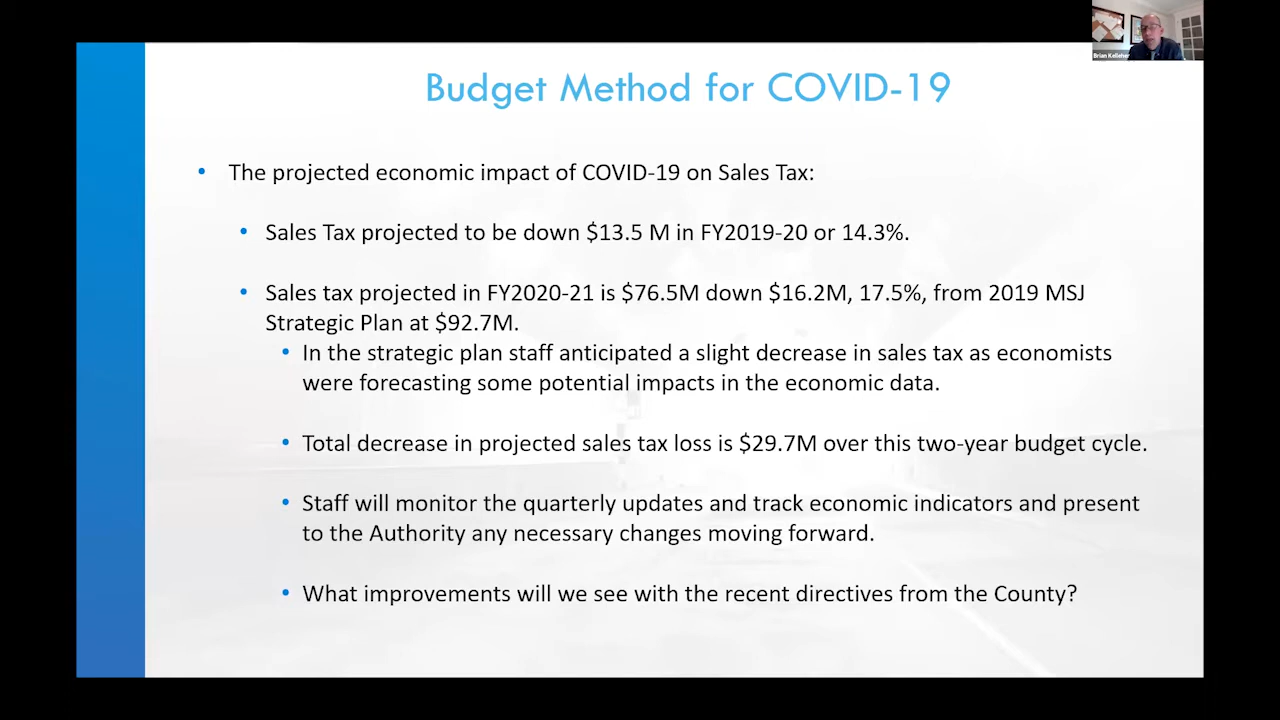 Brian Kelleher
Budget Method for COVID-19
• The projected economic impact of COVID-19 on Sales Tax:
• Sales Tax projected to be down $13.5 M in FY2019-20 or 14.3%.
• Sales tax projected in FY2020-21 is $76.5M down $16.2M, 17.5%, from 2019 MSJ
Strategic Plan at $92.7M.
• In the strategic plan staff anticipated a slight decrease in sales tax as economists
were forecasting some potential impacts in the economic data.
• Total decrease in projected sales tax loss is $29.7M over this two-year budget cycle.
• Staff will monitor the quarterly updates and track economic indicators and present
to the Authority any necessary changes moving forward.
• What improvements will we see with the recent directives from the County?